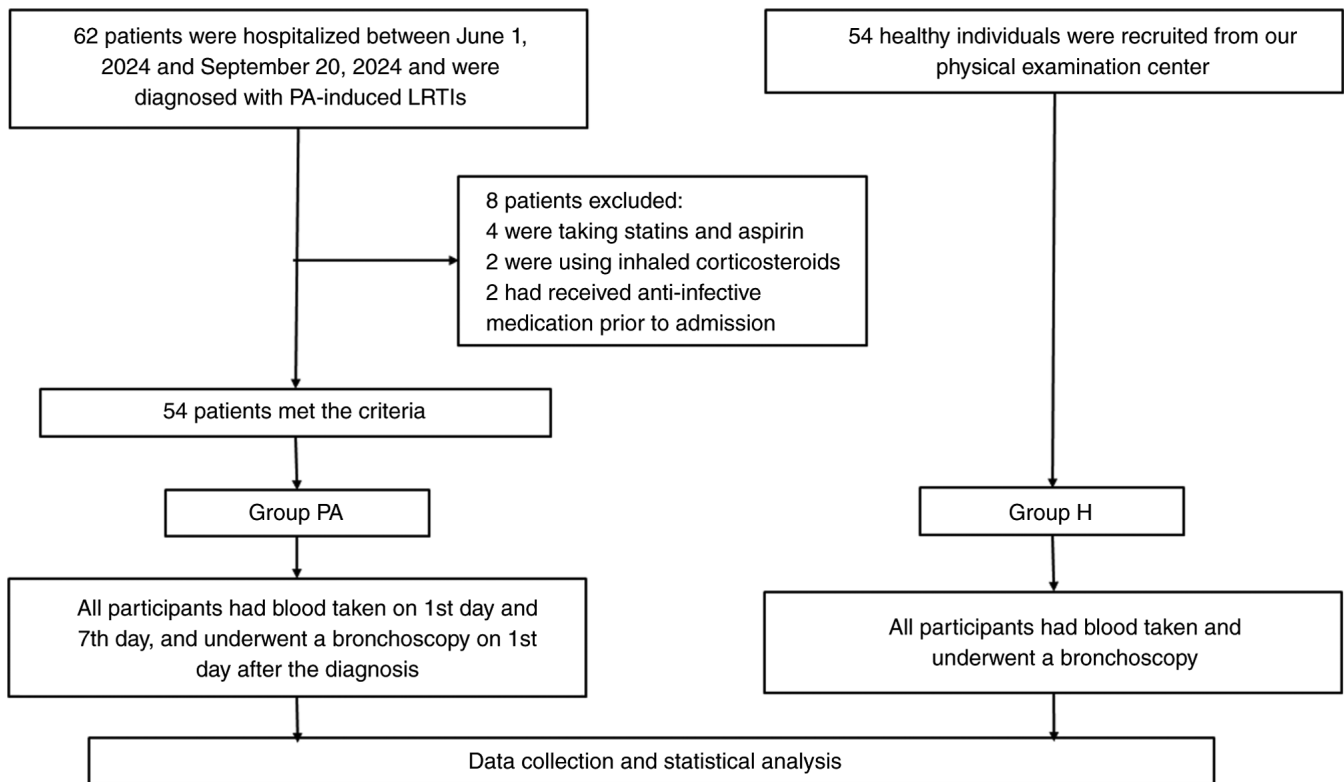 62 patients were hospitalized between June 1,
2024 and September 20, 2024 and were
diagnosed with PA-induced LRTIs
54 healthy individuals were recruited from our
physical examination center
8 patients excluded:
4 were taking statins and aspirin
2 were using inhaled corticosteroids
2 had received anti-infective
medication prior to admission
54 patients met the criteria
Group PA
Group H
All participants had blood taken on 1st day and
7th day, and underwent a bronchoscopy on 1st
day after the diagnosis
All participants had blood taken and
underwent a bronchoscopy
Data collection and statistical analysis